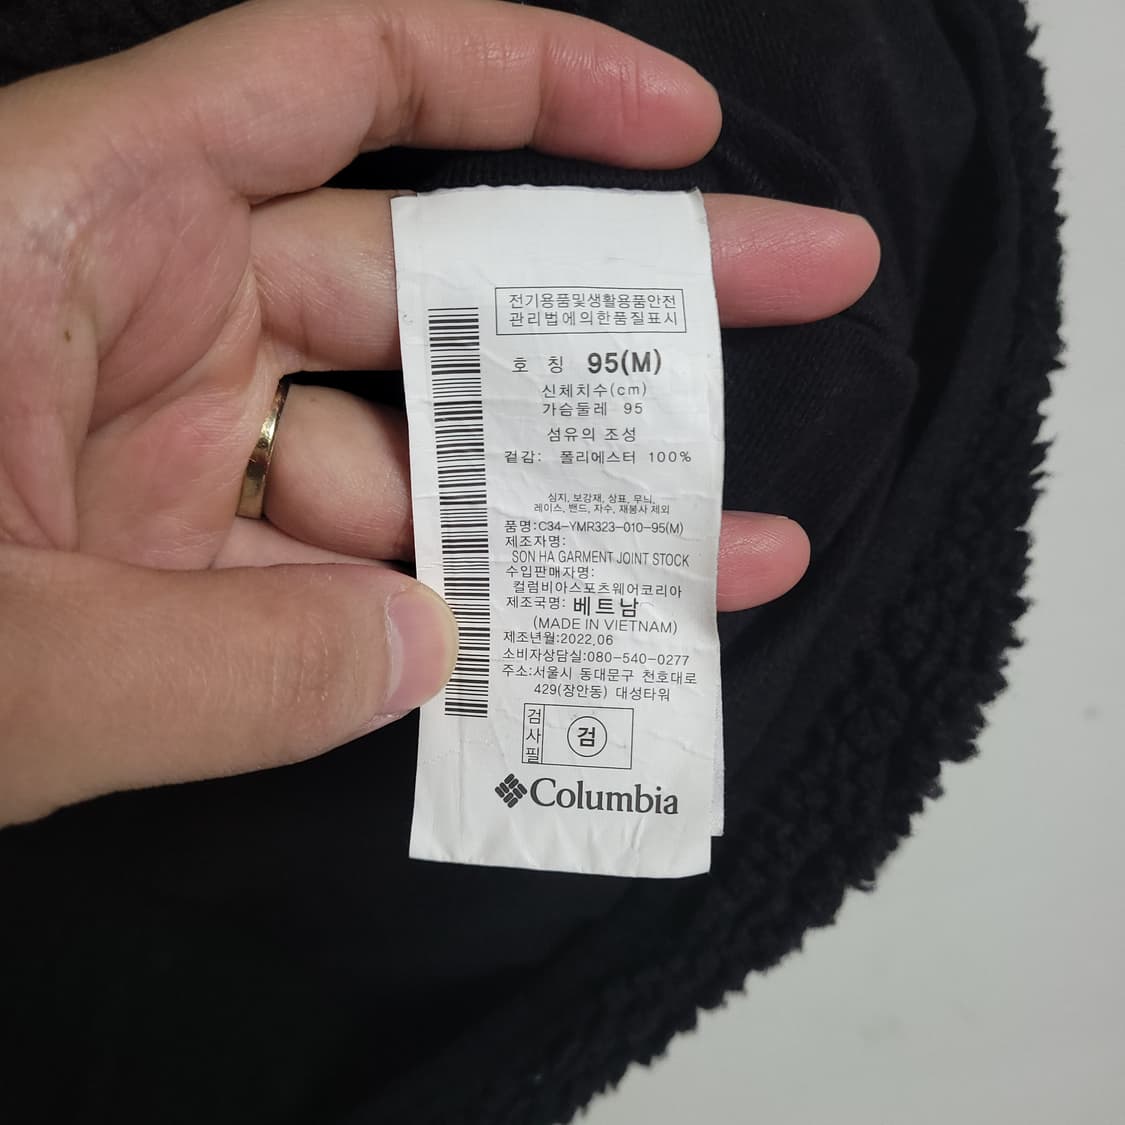 전기용품및생활용품안전
관리법에의한품질표시
호 칭 95(M)
신체치수(cm)
가슴둘레 95
섬유의 조성
겉감: 폴리에스터 100%
심지, 보강재, 상표, 무늬,
레이스, 밴드, 자수, 재봉사 제외
품명:C34-YMR323-010-95(M)
제조자명:
SON HA GARMENT JOINT STOCK
수입판매자명:
컬럼비아스포츠웨어코리아
제조국명: 베트남
(MADE IN VIETNAM)
제조년월:2022.06
소비자상담실:080-540-0277
주소:서울시 동대문구 천호대로
429(장안동) 대성타워
검사필
검
Columbia